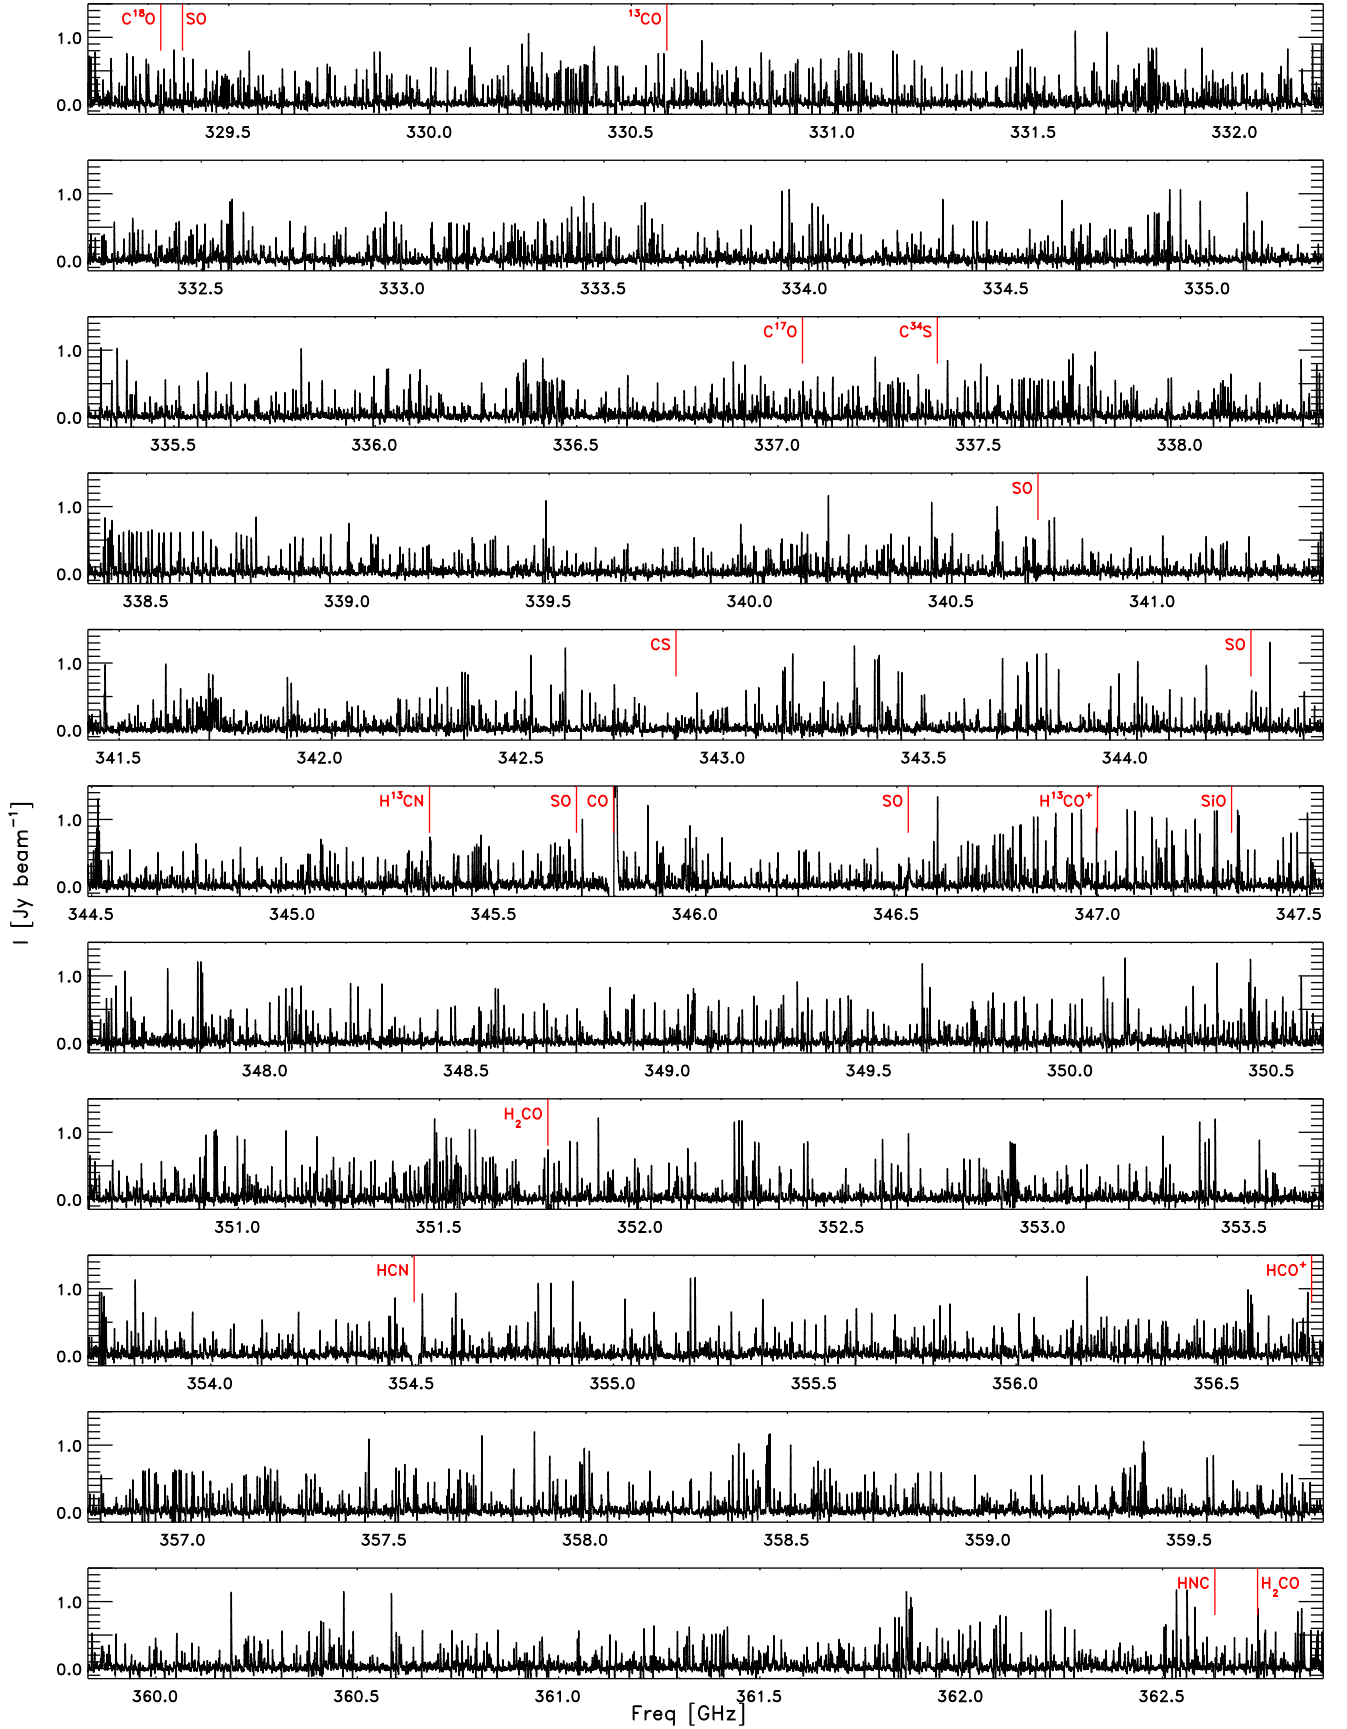 C¹⁸O SO ¹³CO
1.0
0.0
329.5 330.0 330.5 331.0 331.5 332.0
1.0
0.0
332.5 333.0 333.5 334.0 334.5 335.0
C¹⁷O C³⁴S
1.0
0.0
335.5 336.0 336.5 337.0 337.5 338.0
SO
1.0
0.0
338.5 339.0 339.5 340.0 340.5 341.0
CS SO
1.0
0.0
341.5 342.0 342.5 343.0 343.5 344.0
H¹³CN SO CO SO H¹³CO⁺ SiO
1.0
0.0
344.5 345.0 345.5 346.0 346.5 347.0 347.5
I [Jy beam⁻¹]
1.0
0.0
348.0 348.5 349.0 349.5 350.0 350.5
H₂CO
1.0
0.0
351.0 351.5 352.0 352.5 353.0 353.5
HCN HCO⁺
1.0
0.0
354.0 354.5 355.0 355.5 356.0 356.5
1.0
0.0
357.0 357.5 358.0 358.5 359.0 359.5
HNC H₂CO
1.0
0.0
360.0 360.5 361.0 361.5 362.0 362.5
Freq [GHz]